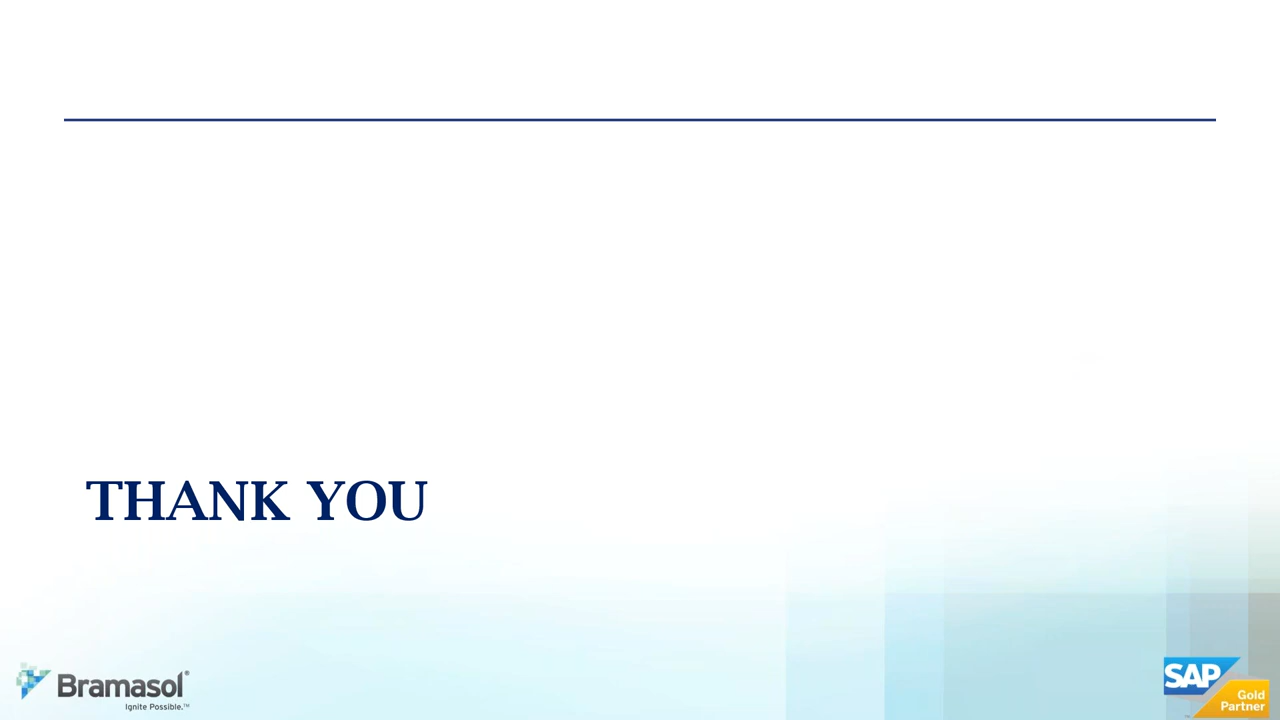 THANK YOU
Bramasol®
Ignite Possible.™
SAP
Gold
Partner